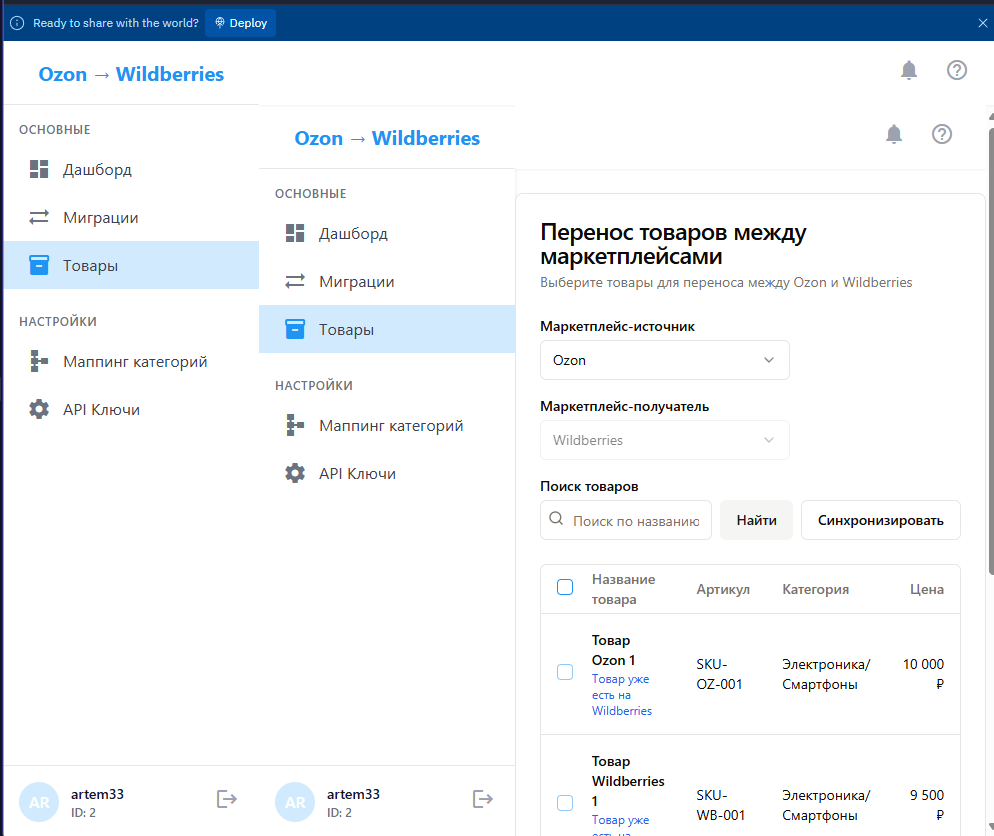 Ready to share with the world? Deploy
Ozon → Wildberries
ОСНОВНЫЕ
Дашборд
Миграции
Товары
НАСТРОЙКИ
Маппинг категорий
API Ключи
AR
artem33
ID: 2
Ozon → Wildberries
ОСНОВНЫЕ
Дашборд
Миграции
Товары
НАСТРОЙКИ
Маппинг категорий
API Ключи
AR
artem33
ID: 2
Перенос товаров между
маркетплейсами
Выберите товары для переноса между Ozon и Wildberries
Маркетплейс-источник
Ozon
Маркетплейс-получатель
Wildberries
Поиск товаров
Поиск по названию Найти Синхронизировать
Название
товара
Артикул
Категория
Цена
Товар
Ozon 1
Товар уже
есть на
Wildberries
SKU-
OZ-001
Электроника/
Смартфоны
10 000
₽
Товар
Wildberries
1
Товар уже
есть на
SKU-
WB-001
Электроника/
Смартфоны
9 500
₽